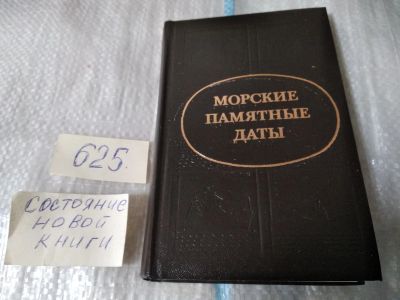 МОРСКИЕ
ПАМЯТНЫЕ
ДАТЫ
625.
СОСТОЯНИЕ
НОВОЙ
КНИГИ